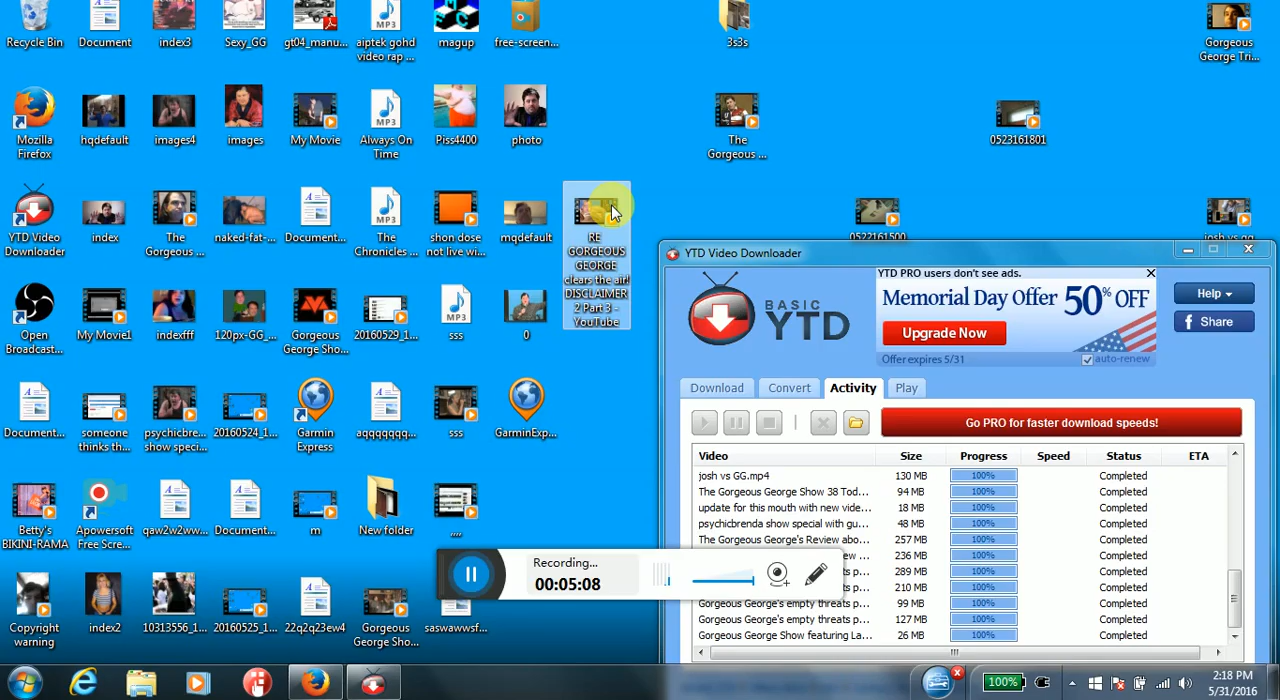 Recycle Bin
Document
index3
Sexy_GG
gt04_manu...
aiptek gohd
video rap ...
magup
free-screen...
3s3s
Gorgeous
George Tri...
Mozilla
Firefox
hqdefault
images4
images
My Movie
Always On
Time
Piss4400
photo
The
Gorgeous ...
0523161801
YTD Video
Downloader
index
The
Gorgeous ...
naked-fat-...
Document...
The
Chronicles ...
shon dose
not live wi...
mqdefault
RE
GORGEOUS
GEORGE
clears the air!
DISCLAIMER
2 Part 3 -
YouTube
0522161500
josh vs gg
Open
Broadcast...
My Movie1
indexfff
120px-GG_...
Gorgeous
George Sho...
20160529_1...
sss
0
Document...
someone
thinks th...
psychicbre...
show speci...
20160524_1...
Garmin
Express
aqqqqqqq...
sss
GarminExp...
Betty's
BIKINI-RAMA
Apowersoft
Free Scre...
qaw2w2ww...
Document...
m
New folder
,,,,
Copyright
warning
index2
10313556_1...
20160525_1...
22q2q23ew4
Gorgeous
George Sho...
saswawwsf...
YTD Video Downloader
BASIC
YTD
YTD PRO users don't see ads.
Memorial Day Offer 50% OFF
Upgrade Now
Offer expires 5/31
auto-renew
Help
Share
Download Convert Activity Play
Go PRO for faster download speeds!
Video Size Progress Speed Status ETA
josh vs GG.mp4 130 MB 100% Completed
The Gorgeous George Show 38 Tod... 94 MB 100% Completed
update for this mouth with new vide... 18 MB 100% Completed
psychicbrenda show special with gu... 48 MB 100% Completed
The Gorgeous George's Review abo... 257 MB 100% Completed
ew ... 236 MB 100% Completed
ts p... 289 MB 100% Completed
ts p... 210 MB 100% Completed
Gorgeous George's empty threats p... 99 MB 100% Completed
Gorgeous George's empty threats p... 127 MB 100% Completed
Gorgeous George Show featuring La... 26 MB 100% Completed
Recording...
00:05:08
100%
2:18 PM
5/31/2016